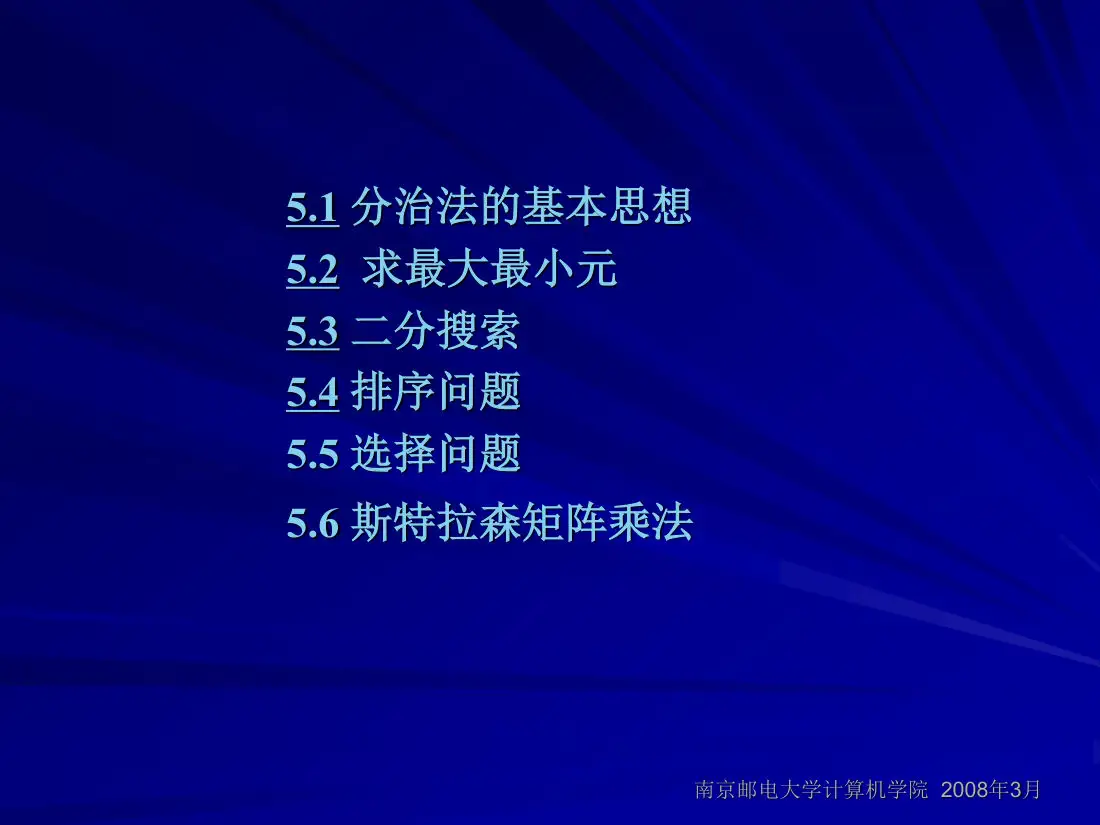 5.1 分治法的基本思想
5.2 求最大最小元
5.3 二分搜索
5.4 排序问题
5.5 选择问题
5.6 斯特拉森矩阵乘法
南京邮电大学计算机学院 2008年3月